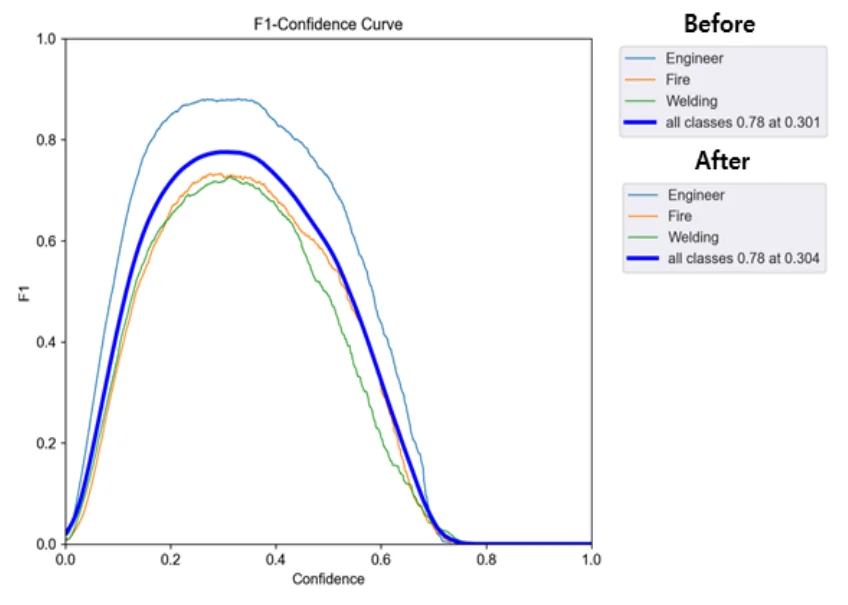 F1-Confidence Curve
1.0
0.8
0.6
0.4
0.2
0.0
F1
0.0 0.2 0.4 0.6 0.8 1.0
Confidence
Before
Engineer
Fire
Welding
all classes 0.78 at 0.301
After
Engineer
Fire
Welding
all classes 0.78 at 0.304